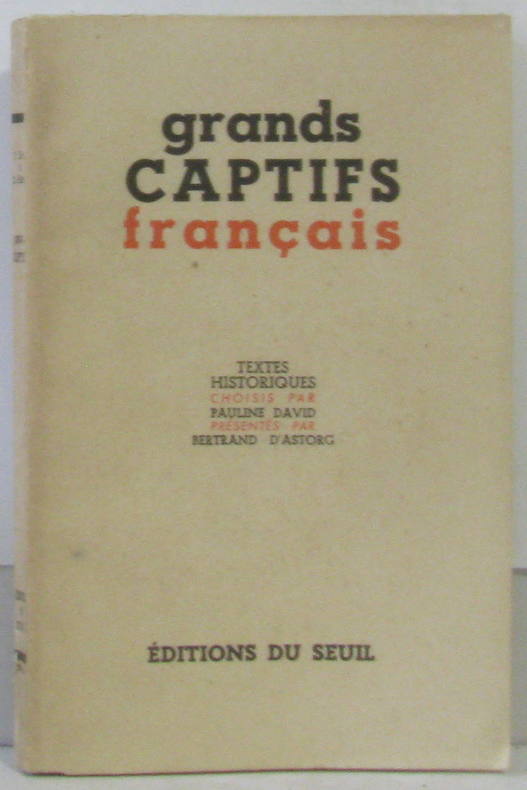 grands
CAPTIFS
français
TEXTES
HISTORIQUES
CHOISIS PAR
PAULINE DAVID
PRÉSENTÉS PAR
BERTRAND D'ASTORG
ÉDITIONS DU SEUIL